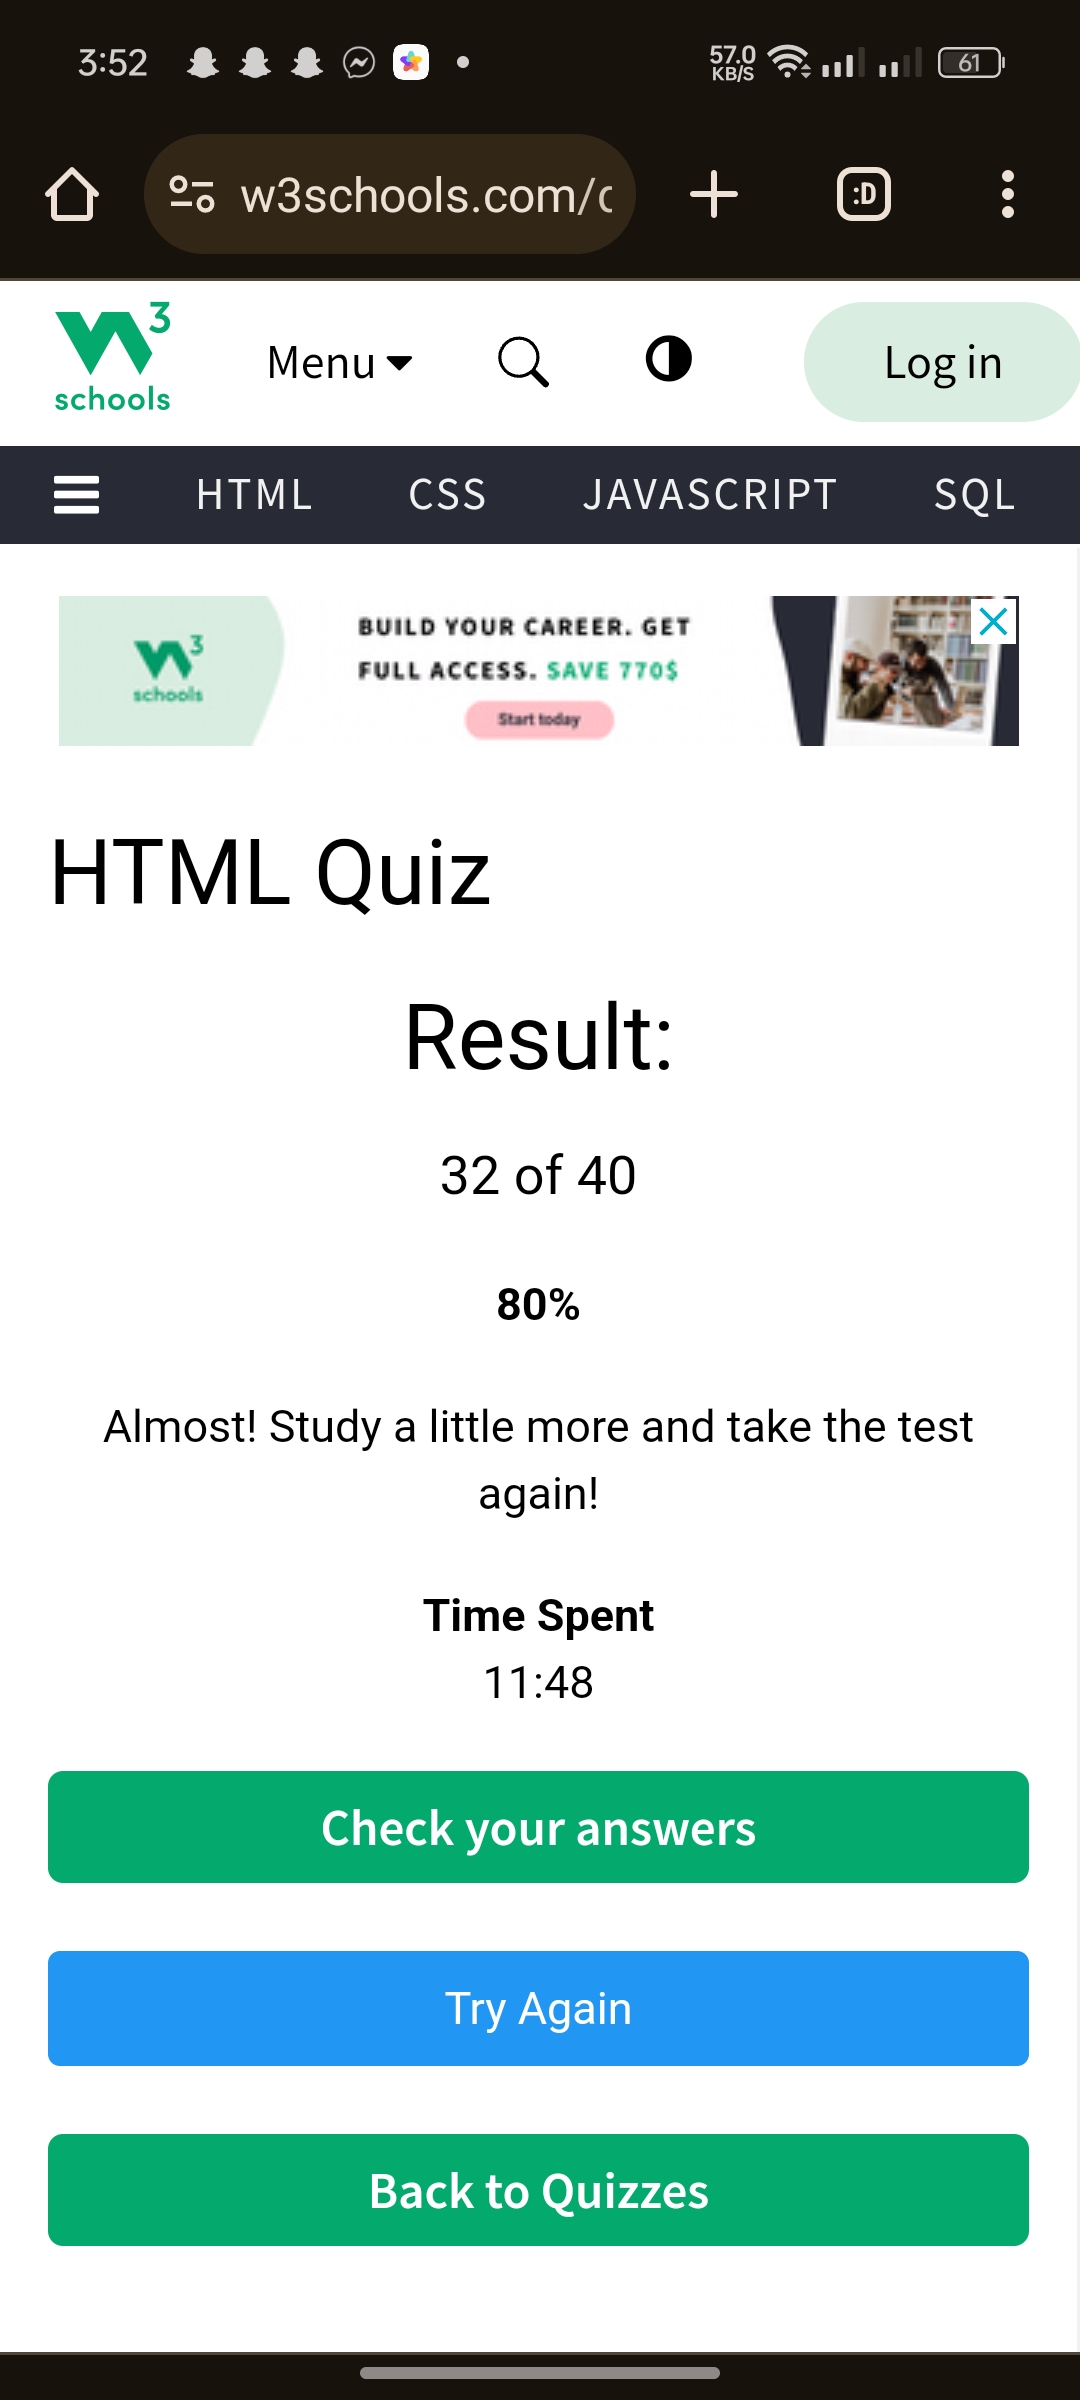 3:52
57.0
KB/S
61
w3schools.com/
:D
3
schools
Menu
Log in
HTML CSS JAVASCRIPT SQL
3
schools
BUILD YOUR CAREER. GET
FULL ACCESS. SAVE 770$
Start today
HTML Quiz
Result:
32 of 40
80%
Almost! Study a little more and take the test
again!
Time Spent
11:48
Check your answers
Try Again
Back to Quizzes